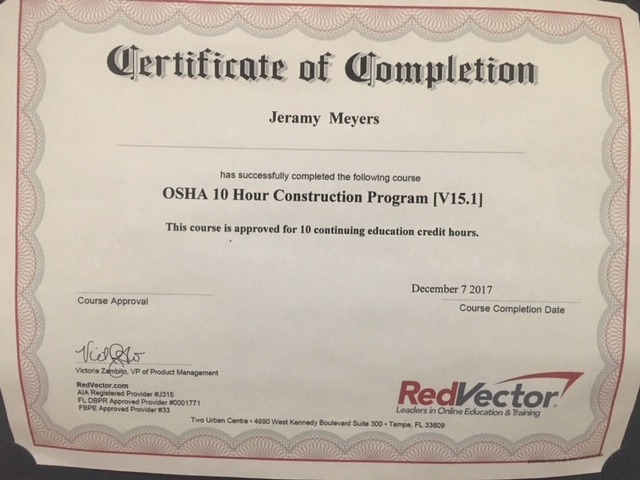 Certificate of Completion
Jeramy Meyers
has successfully completed the following course
OSHA 10 Hour Construction Program [V15.1]
This course is approved for 10 continuing education credit hours.
December 7 2017
Course Approval
Course Completion Date
Victoria Zambito, VP of Product Management
RedVector.com
AIA Registered Provider #J315
FL DBPR Approved Provider #0001771
FBPE Approved Provider #33
RedVector
Leaders in Online Education & Training
Two Urban Centre • 4890 West Kennedy Boulevard Suite 300 • Tampa, FL 33609